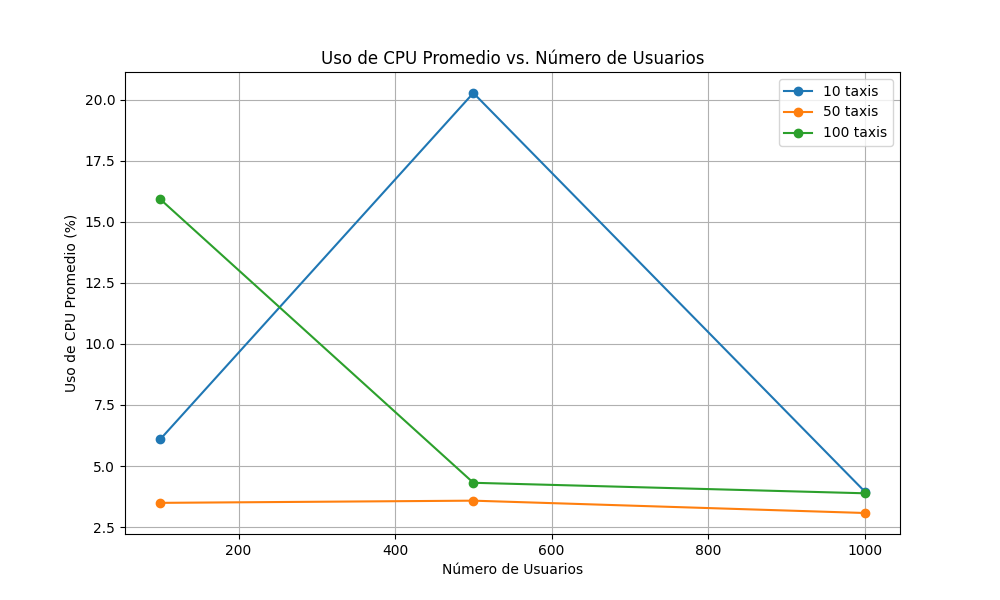 Uso de CPU Promedio vs. Número de Usuarios
10 taxis
50 taxis
100 taxis
Uso de CPU Promedio (%)
20.0
17.5
15.0
12.5
10.0
7.5
5.0
2.5
200 400 600 800 1000
Número de Usuarios